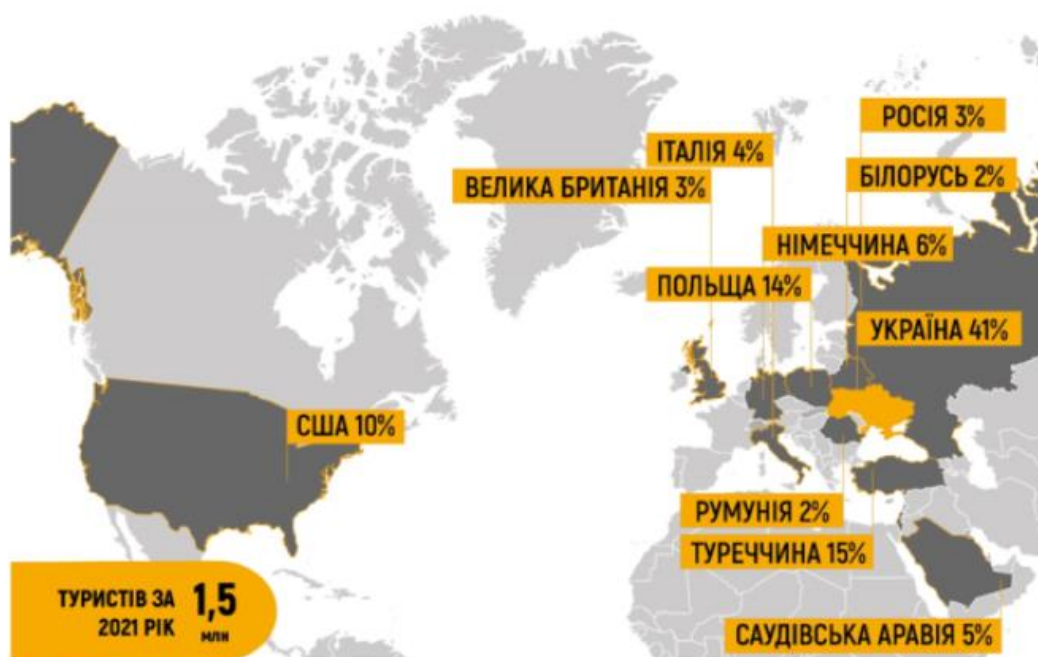 РОСІЯ 3%
ІТАЛІЯ 4%
ВЕЛИКА БРИТАНІЯ 3%
БІЛОРУСЬ 2%
НІМЕЧЧИНА 6%
ПОЛЬЩА 14%
УКРАЇНА 41%
США 10%
РУМУНІЯ 2%
ТУРЕЧЧИНА 15%
САУДІВСЬКА АРАВІЯ 5%
ТУРИСТІВ ЗА
2021 РІК
1,5
МЛН